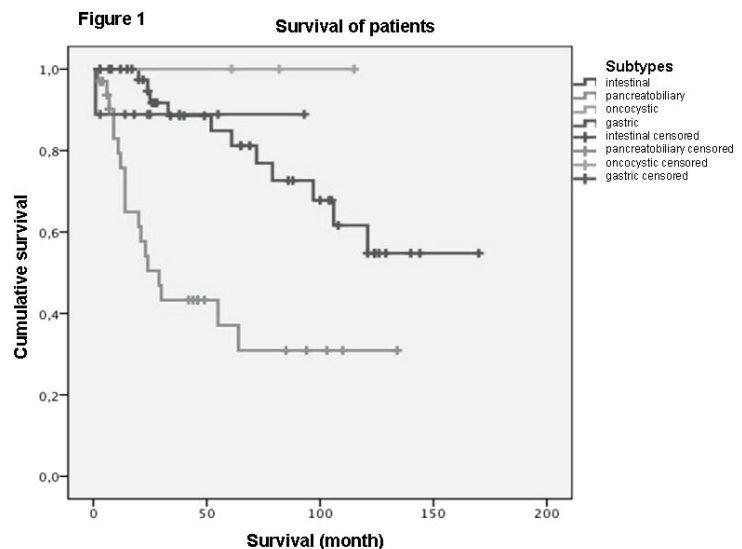 Figure 1
Survival of patients
Cumulative survival
1,0
0,8
0,6
0,4
0,2
0,0
0
50
100
150
200
Survival (month)
Subtypes
intestinal
pancreatobiliary
oncocystic
gastric
intestinal censored
pancreatobiliary censored
oncocystic censored
gastric censored